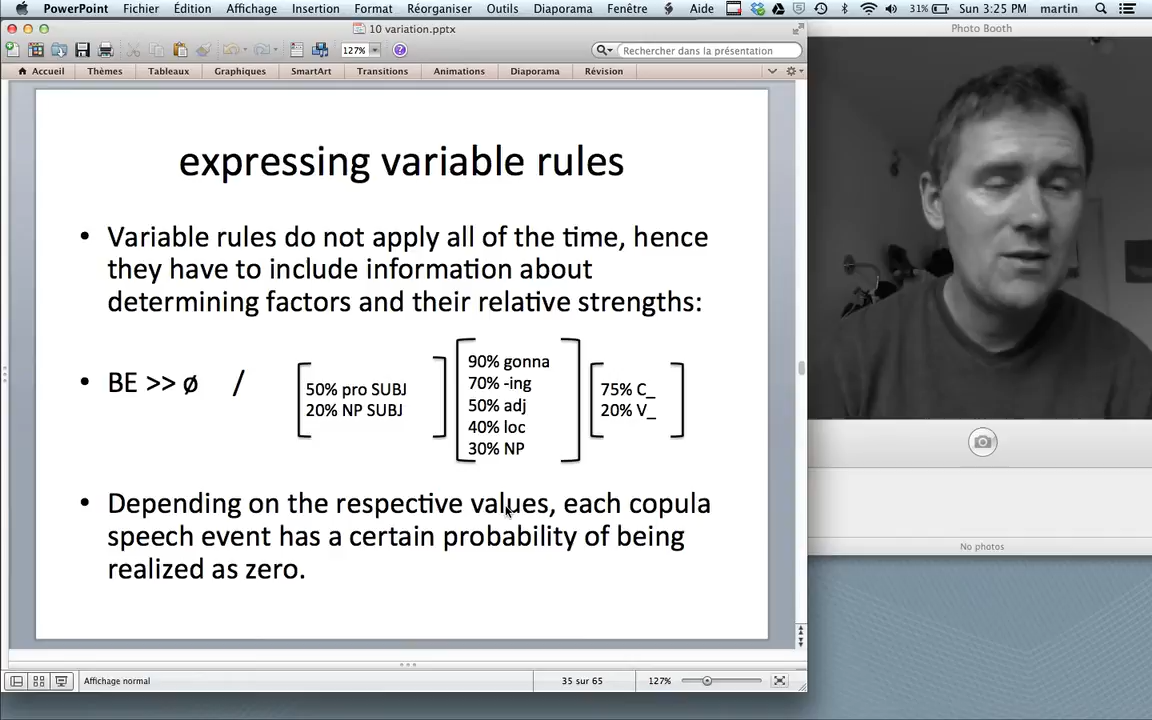 PowerPoint Fichier Édition Affichage Insertion Format Réorganiser Outils Diaporama Fenêtre Aide 31% Sun 3:25 PM martin
10 variation.pptx
Photo Booth
127% Rechercher dans la présentation
Accueil Thèmes Tableaux Graphiques SmartArt Transitions Animations Diaporama Révision
expressing variable rules
• Variable rules do not apply all of the time, hence
they have to include information about
determining factors and their relative strengths:
• BE >> ø /
50% pro SUBJ
20% NP SUBJ
90% gonna
70% -ing
50% adj
40% loc
30% NP
75% C_
20% V_
• Depending on the respective values, each copula
speech event has a certain probability of being
realized as zero.
No photos
Affichage normal 35 sur 65 127%